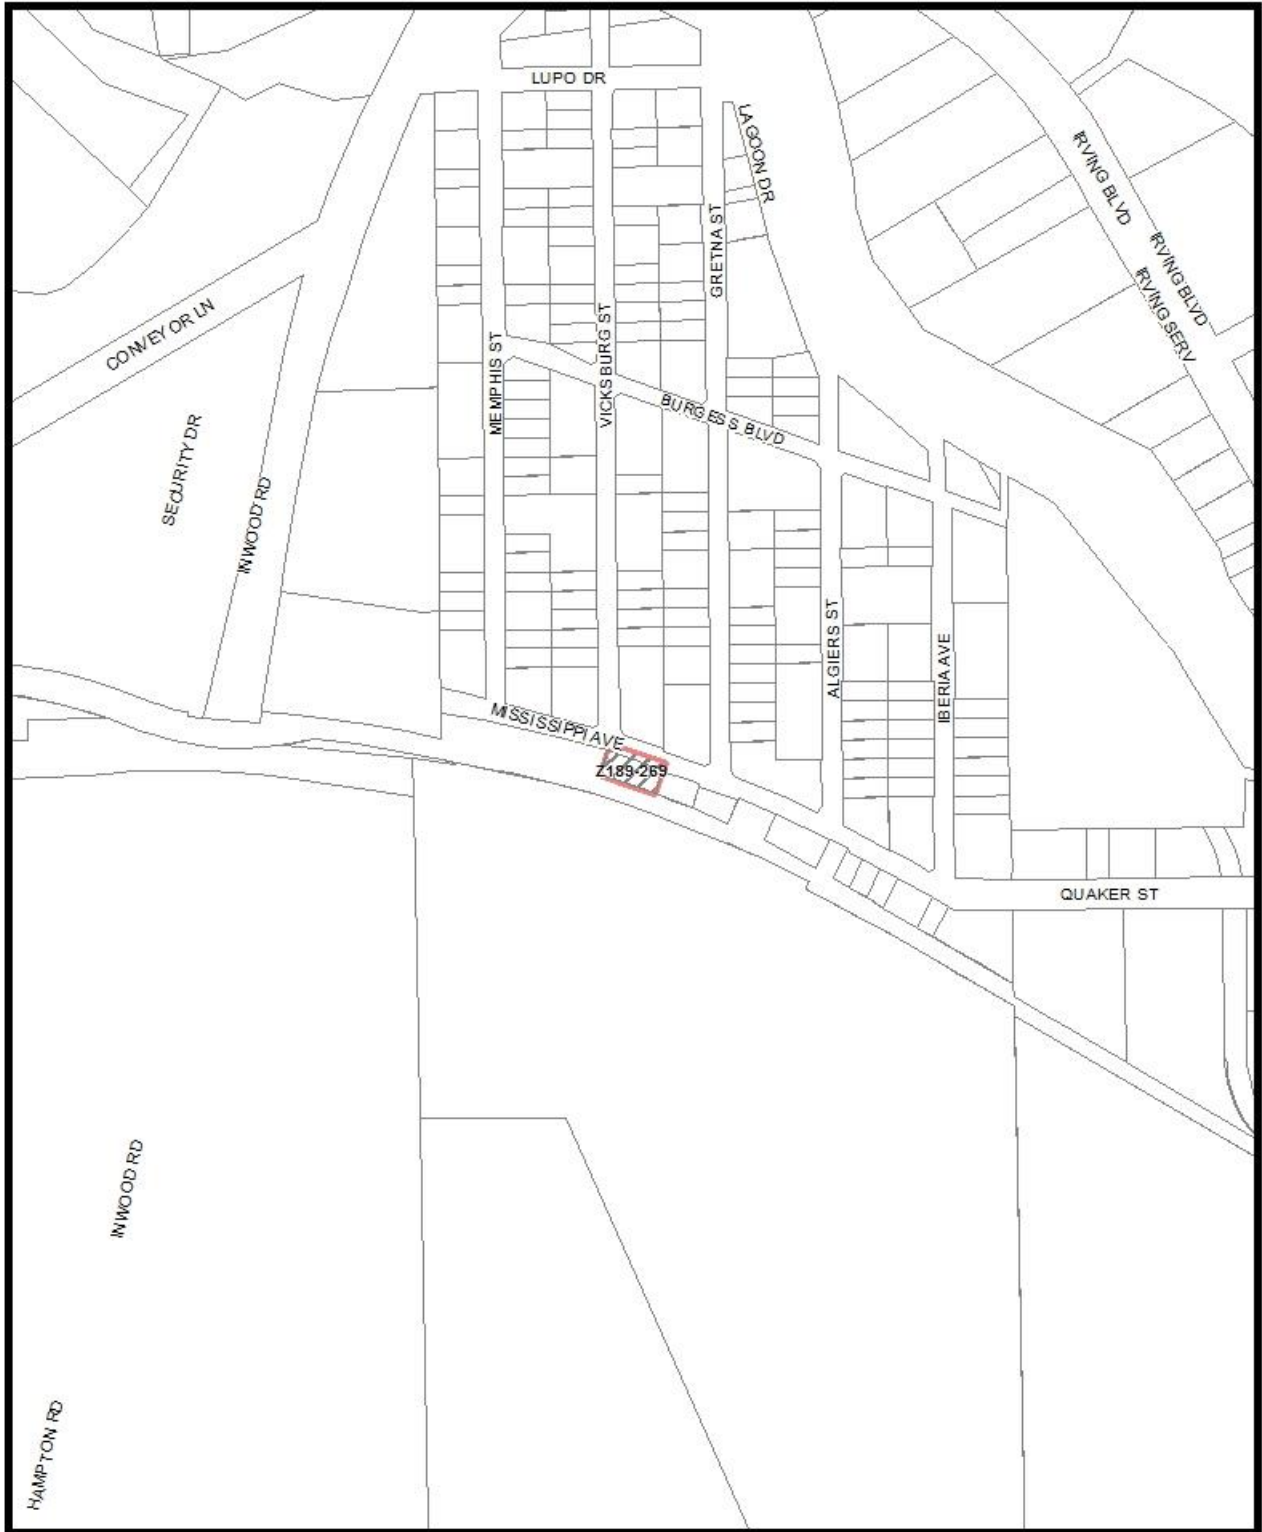 LUPO DR
LAGOON DR
IRVING BLVD
GRETNA ST
IRVING BLVD
IRVING SERV
CONVEYOR LN
MEMPHIS ST
VICKSBURG ST
BURGESS BLVD
SECURITY DR
INWOOD RD
ALGIERS ST
IBERIA AVE
MISSISSIPPI AVE
Z189-269
QUAKER ST
INWOOD RD
HAMPTON RD